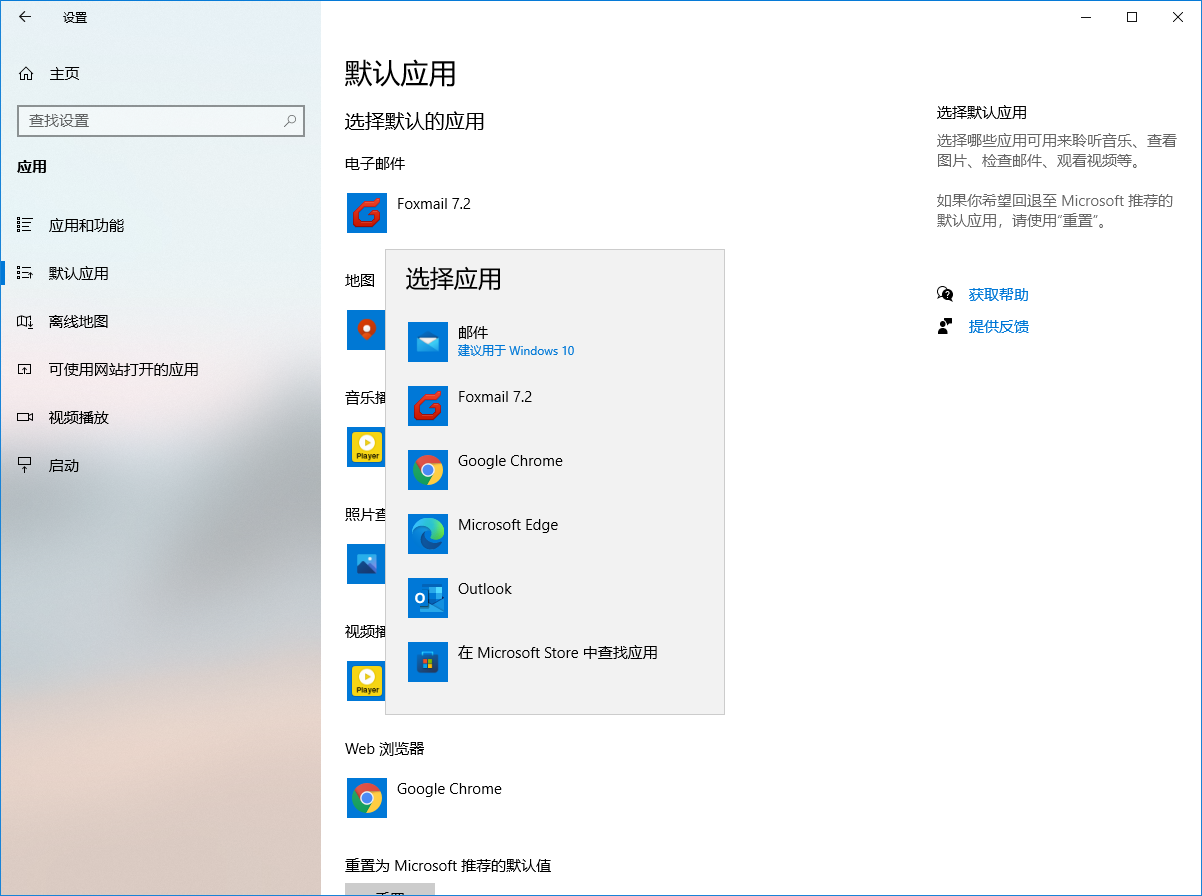 设置
主页
查找设置
应用
应用和功能
默认应用
离线地图
可使用网站打开的应用
视频播放
启动
默认应用
选择默认的应用
电子邮件
Foxmail 7.2
地图
音乐播
Player
照片查
视频播
Player
选择应用
邮件
建议用于 Windows 10
Foxmail 7.2
Google Chrome
Microsoft Edge
Outlook
在 Microsoft Store 中查找应用
Web 浏览器
Google Chrome
重置为 Microsoft 推荐的默认值
重置
选择默认应用
选择哪些应用可用来聆听音乐、查看
图片、检查邮件、观看视频等。
如果你希望回退至 Microsoft 推荐的
默认应用，请使用“重置”。
获取帮助
提供反馈